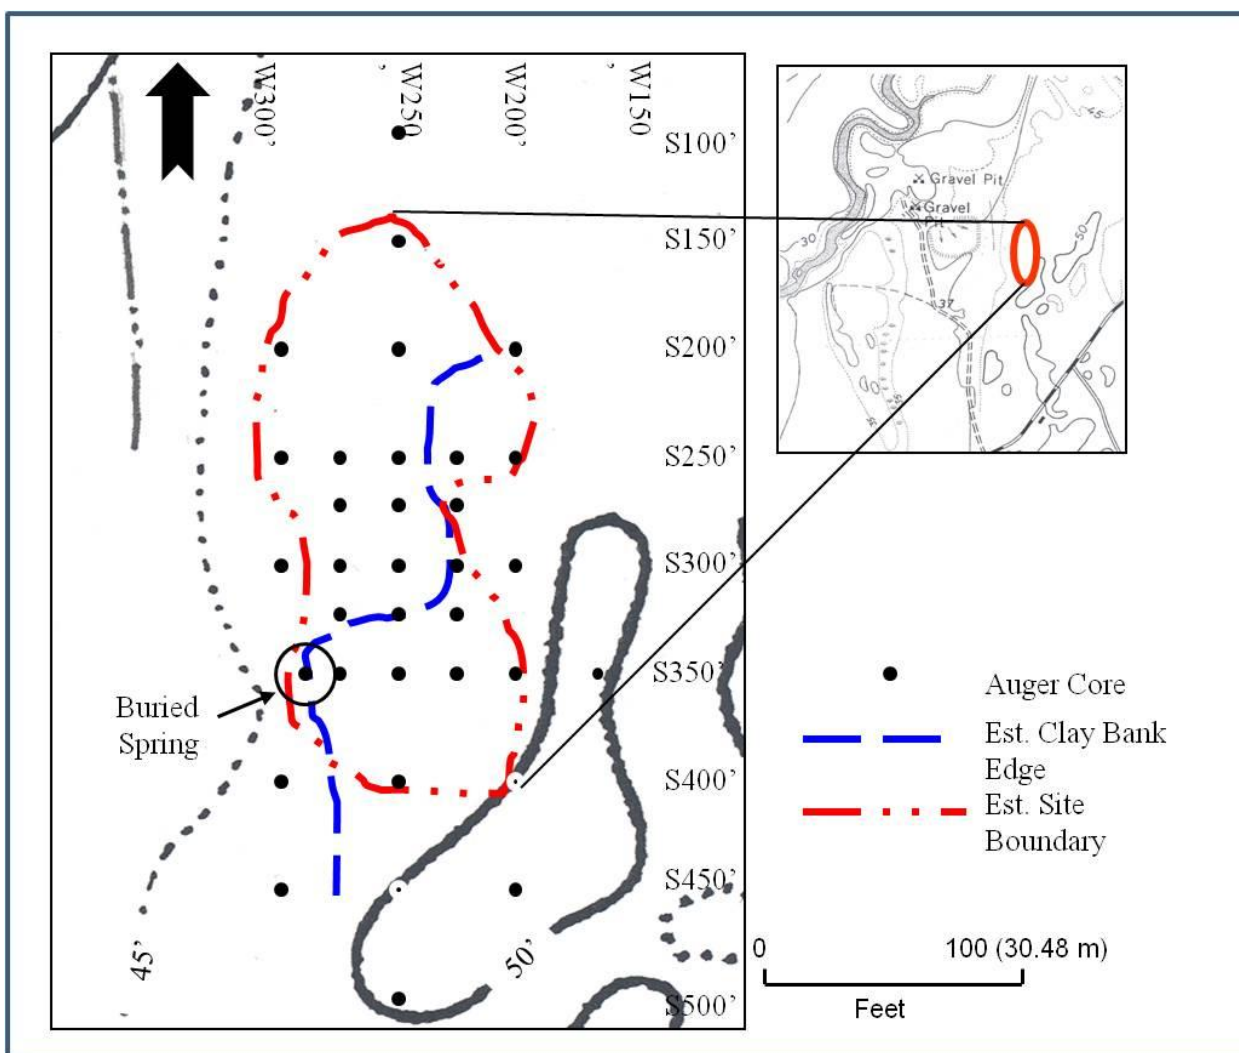 W300’
W250’
W200’
W150’
S100’
S150’
S200’
S250’
S300’
S350’
S400’
S450’
S500’
Buried
Spring
45’
50’
Gravel Pit
Gravel
Pit
30
37
45
50
Auger Core
Est. Clay Bank
Edge
Est. Site
Boundary
0
100 (30.48 m)
Feet